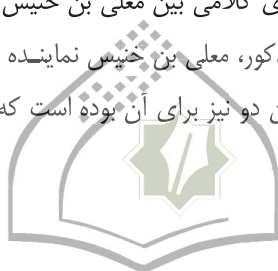 کلامی بین معلی بن خنیس
کور، معلی بن خنیس نماینده
دو نیز برای آن بوده است که